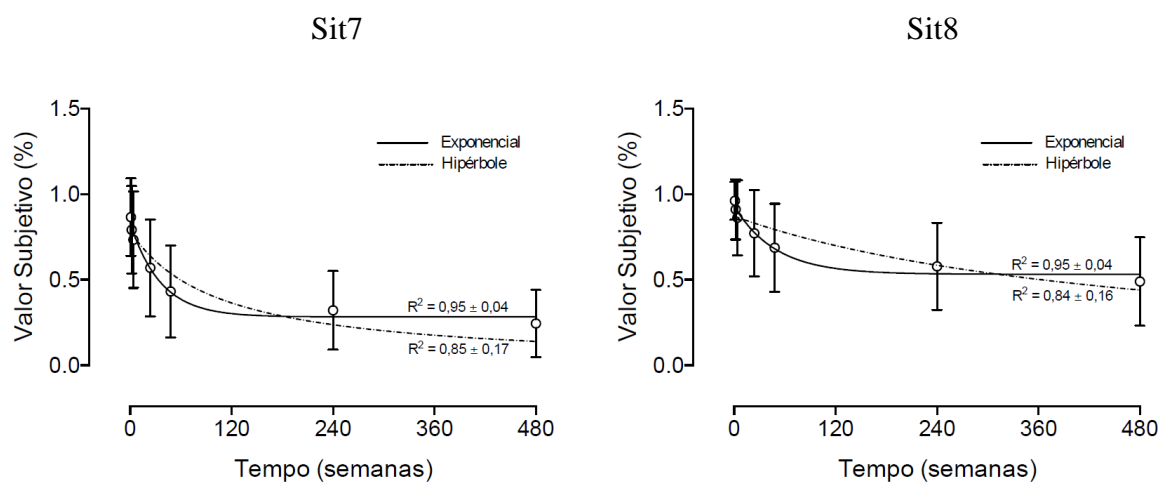 Sit7
Valor Subjetivo (%)
1.5
1.0
0.5
0.0
Exponencial
Hipérbole
R² = 0,95 ± 0,04
R² = 0,85 ± 0,17
0 120 240 360 480
Tempo (semanas)
Sit8
Valor Subjetivo (%)
1.5
1.0
0.5
0.0
Exponencial
Hipérbole
R² = 0,95 ± 0,04
R² = 0,84 ± 0,16
0 120 240 360 480
Tempo (semanas)